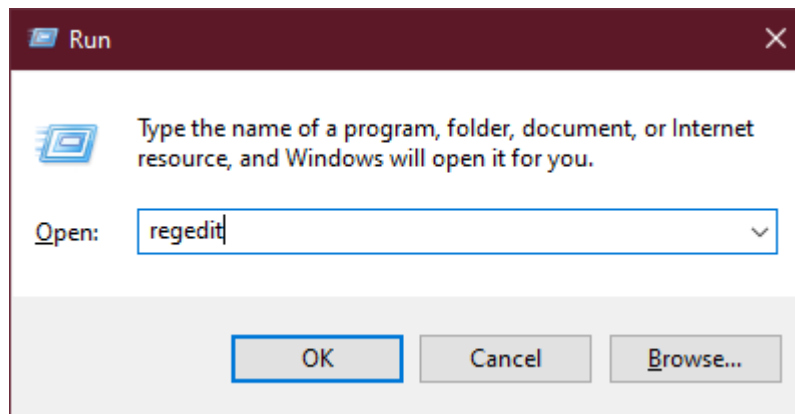 Run
Type the name of a program, folder, document, or Internet
resource, and Windows will open it for you.
Open: regedit
OK Cancel Browse...